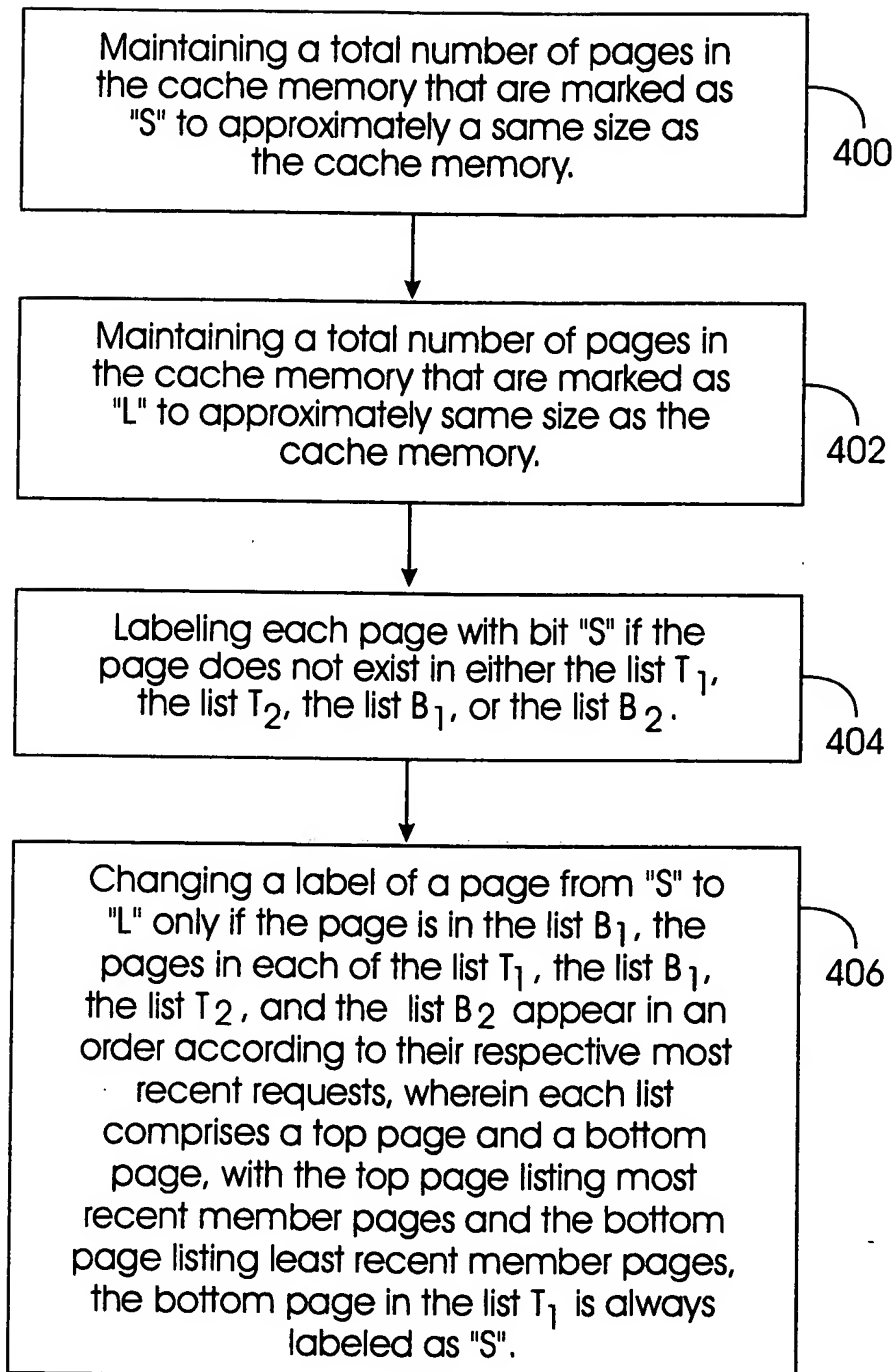 Maintaining a total number of pages in
the cache memory that are marked as
"S" to approximately a same size as
the cache memory.
400
Maintaining a total number of pages in
the cache memory that are marked as
"L" to approximately same size as the
cache memory.
402
Labeling each page with bit "S" if the
page does not exist in either the list T1,
the list T2, the list B1, or the list B2.
404
Changing a label of a page from "S" to
"L" only if the page is in the list B1, the
pages in each of the list T1, the list B1,
the list T2, and the list B2 appear in an
order according to their respective most
recent requests, wherein each list
comprises a top page and a bottom
page, with the top page listing most
recent member pages and the bottom
page listing least recent member pages,
the bottom page in the list T1 is always
labeled as "S".
406